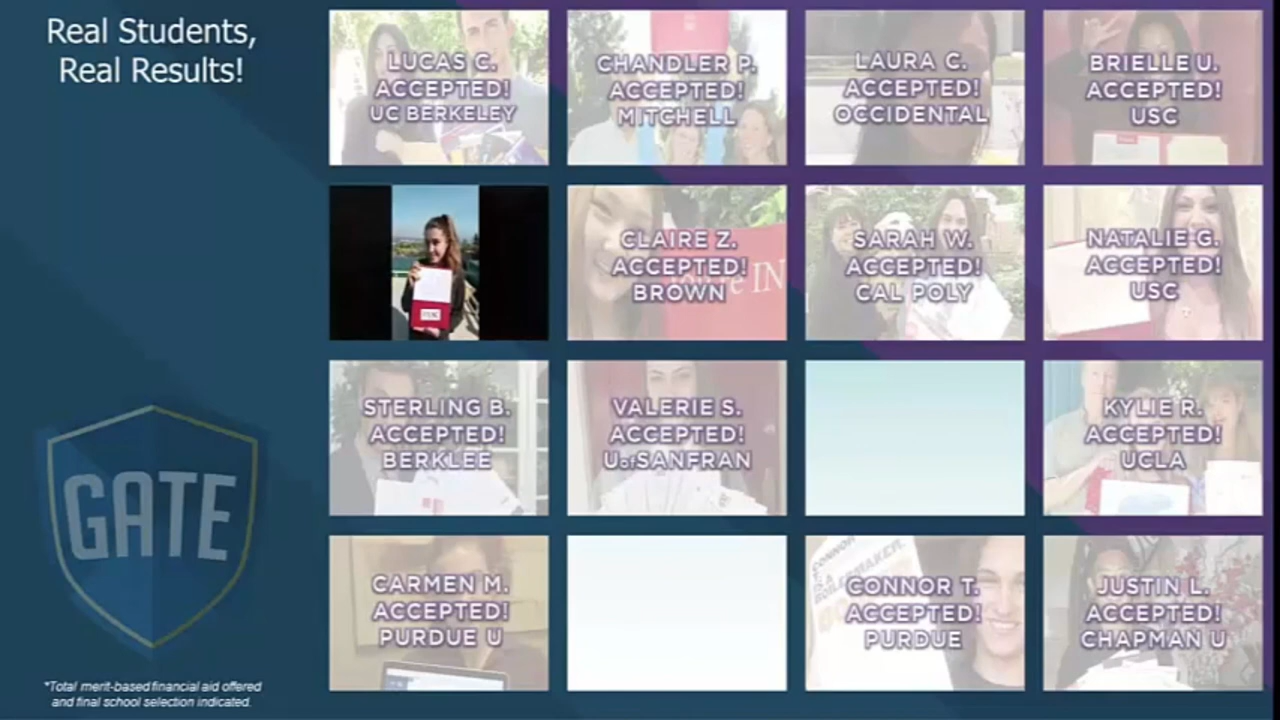 Real Students,
Real Results!
LUCAS C.
ACCEPTED!
UC BERKELEY
CHANDLER P.
ACCEPTED!
MITCHELL
LAURA C.
ACCEPTED!
OCCIDENTAL
BRIELLE U.
ACCEPTED!
USC
CLAIRE Z.
ACCEPTED!
BROWN
SARAH W.
ACCEPTED!
CAL POLY
NATALIE G.
ACCEPTED!
USC
STERLING B.
ACCEPTED!
BERKLEE
VALERIE S.
ACCEPTED!
UofSANFRAN
KYLIE R.
ACCEPTED!
UCLA
CARMEN M.
ACCEPTED!
PURDUE U
CONNOR T.
ACCEPTED!
PURDUE
JUSTIN L.
ACCEPTED!
CHAPMAN U
GATE
*Total merit-based financial aid offered
and final school selection indicated.